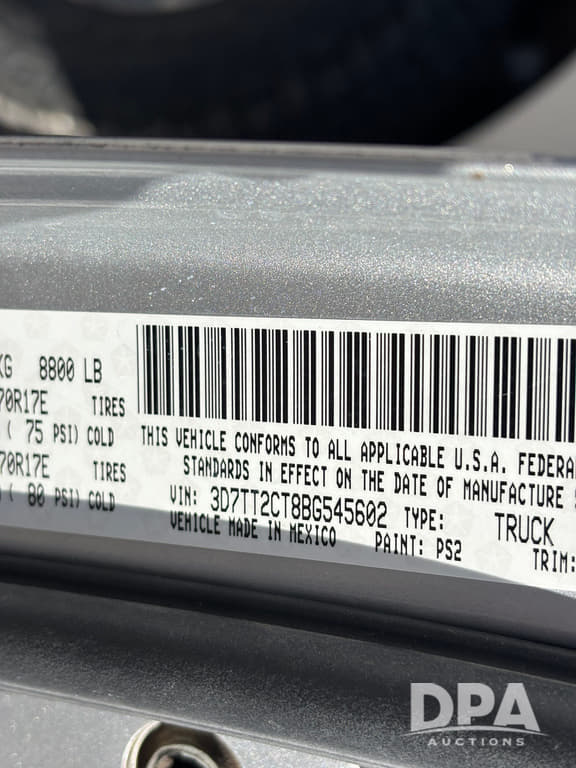 KG 8800 LB
70R17E TIRES
( 75 PSI) COLD
70R17E TIRES
( 80 PSI) COLD
THIS VEHICLE CONFORMS TO ALL APPLICABLE U.S.A. FEDERA
STANDARDS IN EFFECT ON THE DATE OF MANUFACTURE
VIN: 3D7TT2CT8BG545602 TYPE: TRUCK
VEHICLE MADE IN MEXICO PAINT: PS2 TRIM:
DPA
AUCTIONS